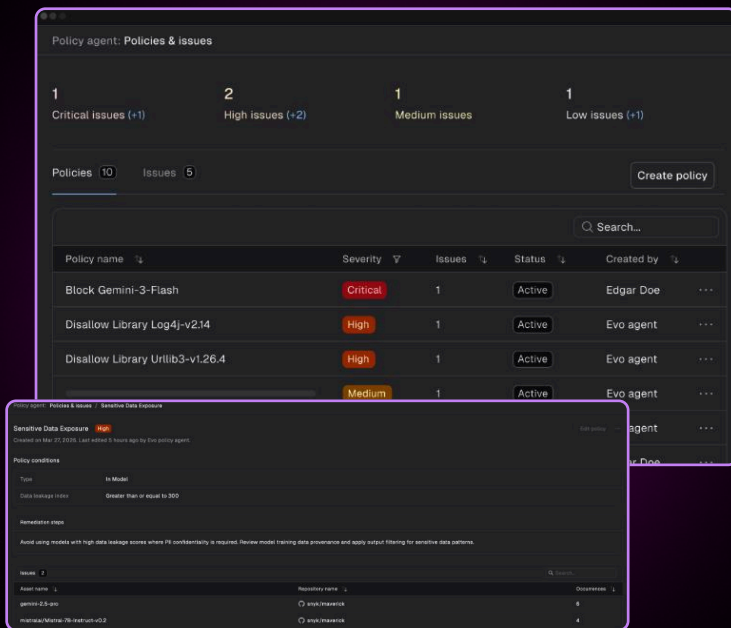 Policy agent: Policies & issues
1 2 1 1
Critical issues (+1) High issues (+2) Medium issues Low issues (+1)
Policies 10 Issues 5 Create policy
Search...
Policy name Severity Issues Status Created by
Block Gemini-3-Flash Critical 1 Active Edgar Doe ...
Disallow Library Log4j-v2.14 High 1 Active Evo agent ...
Disallow Library Urllib3-v1.26.4 High 1 Active Evo agent ...
Medium 1 Active Evo agent ...
agent ...
Doe ...
Policy agent: Policies & issues / Sensitive Data Exposure
Sensitive Data Exposure High Edit policy
Created on Mar 27, 2026. Last edited 5 hours ago by Evo policy agent.
Policy conditions
Type In Model
Data leakage index Greater than or equal to 300
Remediation steps
Avoid using models with high data leakage scores where PII confidentiality is required. Review model training data provenance and apply output filtering for sensitive data patterns.
Issues 2 Search...
Asset name Repository name Occurrences
gemini-2.5-pro snyk/maverick 6
mistralai/Mistral-7B-Instruct-v0.2 snyk/maverick 4